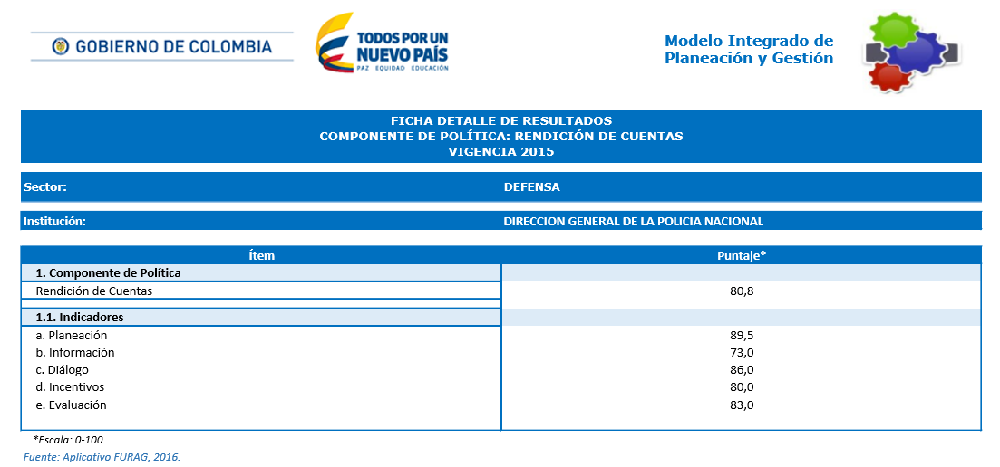 GOBIERNO DE COLOMBIA
TODOS POR UN
NUEVO PAÍS
PAZ EQUIDAD EDUCACIÓN
Modelo Integrado de
Planeación y Gestión
FICHA DETALLE DE RESULTADOS
COMPONENTE DE POLÍTICA: RENDICIÓN DE CUENTAS
VIGENCIA 2015
Sector: DEFENSA
Institución: DIRECCION GENERAL DE LA POLICIA NACIONAL
Ítem Puntaje*
1. Componente de Política
Rendición de Cuentas 80,8
1.1. Indicadores
a. Planeación 89,5
b. Información 73,0
c. Diálogo 86,0
d. Incentivos 80,0
e. Evaluación 83,0
*Escala: 0-100
Fuente: Aplicativo FURAG, 2016.